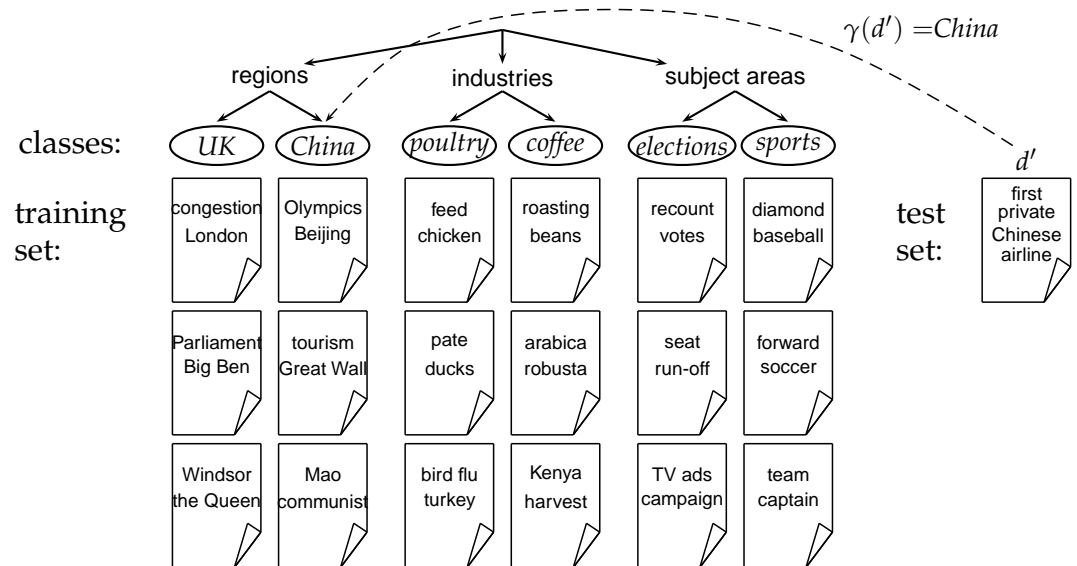 γ(d′) =China
regions
industries
subject areas
classes:
UK
China
poultry
coffee
elections
sports
d′
training
set:
congestion
London
Olympics
Beijing
feed
chicken
roasting
beans
recount
votes
diamond
baseball
test
set:
first
private
Chinese
airline
Parliament
Big Ben
tourism
Great Wall
pate
ducks
arabica
robusta
seat
run-off
forward
soccer
Windsor
the Queen
Mao
communist
bird flu
turkey
Kenya
harvest
TV ads
campaign
team
captain